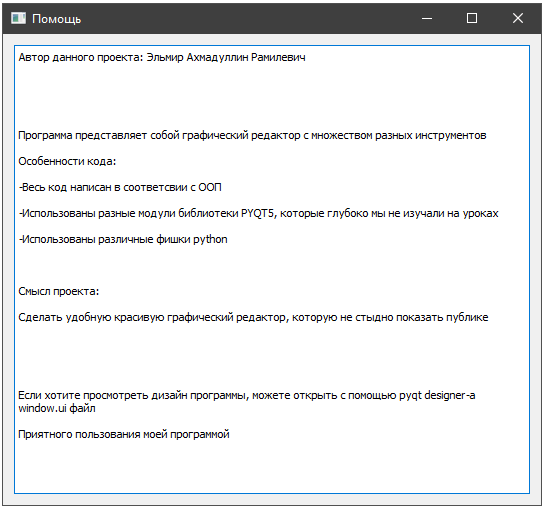 Помощь
Автор данного проекта: Эльмир Ахмадуллин Рамилевич
Программа представляет собой графический редактор с множеством разных инструментов
Особенности кода:
-Весь код написан в соответсвии с ООП
-Использованы разные модули библиотеки PYQT5, которые глубоко мы не изучали на уроках
-Использованы различные фишки python
Смысл проекта:
Сделать удобную красивую графический редактор, которую не стыдно показать публике
Если хотите просмотреть дизайн программы, можете открыть с помощью pyqt designer-а
window.ui файл
Приятного пользования моей программой